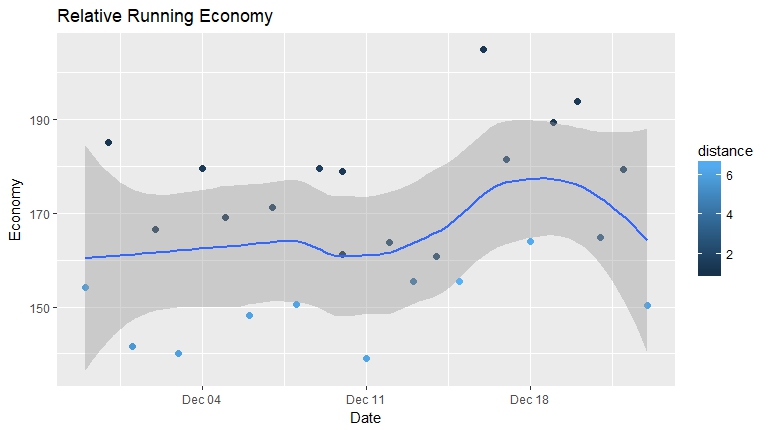 Relative Running Economy
190
170
150
Economy
Dec 04
Dec 11
Dec 18
Date
distance
6
4
2